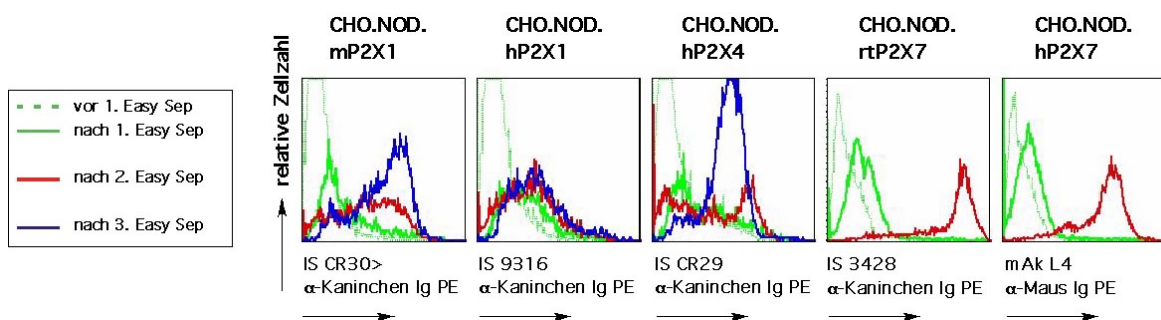 CHO.NOD. CHO.NOD. CHO.NOD. CHO.NOD. CHO.NOD.
mP2X1 hP2X1 hP2X4 rtP2X7 hP2X7
relative Zellzahl
vor 1. Easy Sep
nach 1. Easy Sep
nach 2. Easy Sep
nach 3. Easy Sep
IS CR30> IS 9316 IS CR29 IS 3428 mAk L4
α-Kaninchen Ig PE α-Kaninchen Ig PE α-Kaninchen Ig PE α-Kaninchen Ig PE α-Maus Ig PE